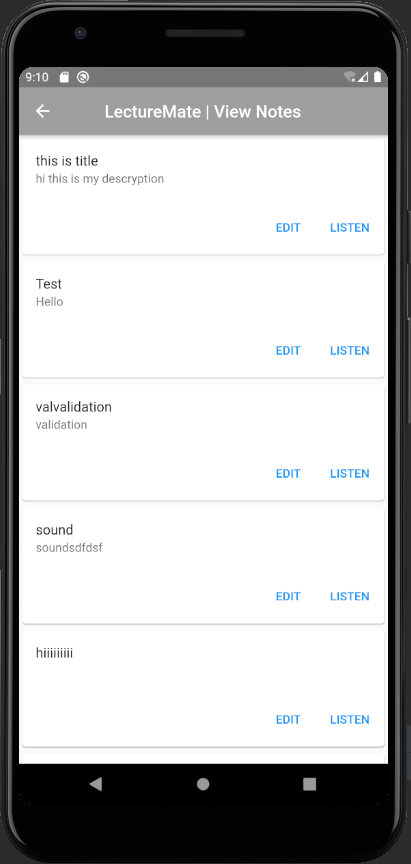 9:10
LectureMate | View Notes
this is title
hi this is my descryption
EDIT LISTEN
Test
Hello
EDIT LISTEN
valvalidation
validation
EDIT LISTEN
sound
soundsdfdsf
EDIT LISTEN
hiiiiiiiii
EDIT LISTEN